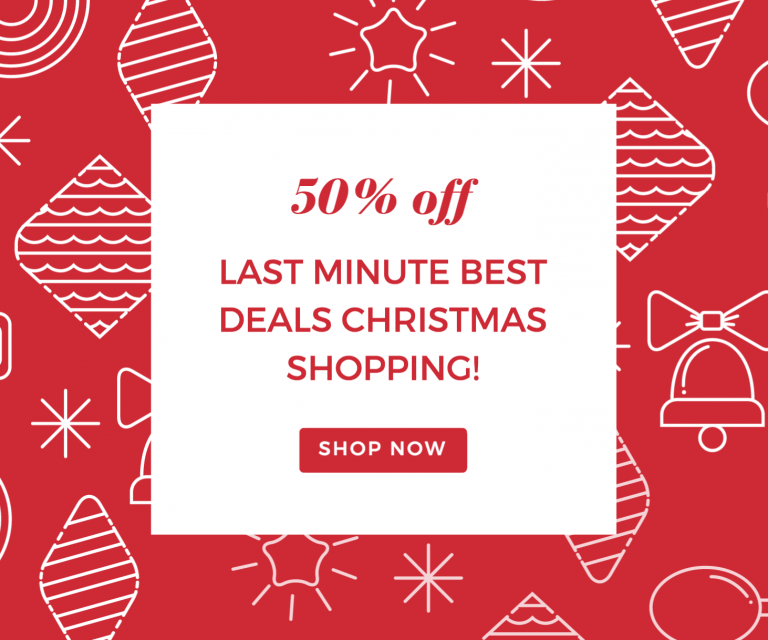 50% off
LAST MINUTE BEST
DEALS CHRISTMAS
SHOPPING!
SHOP NOW